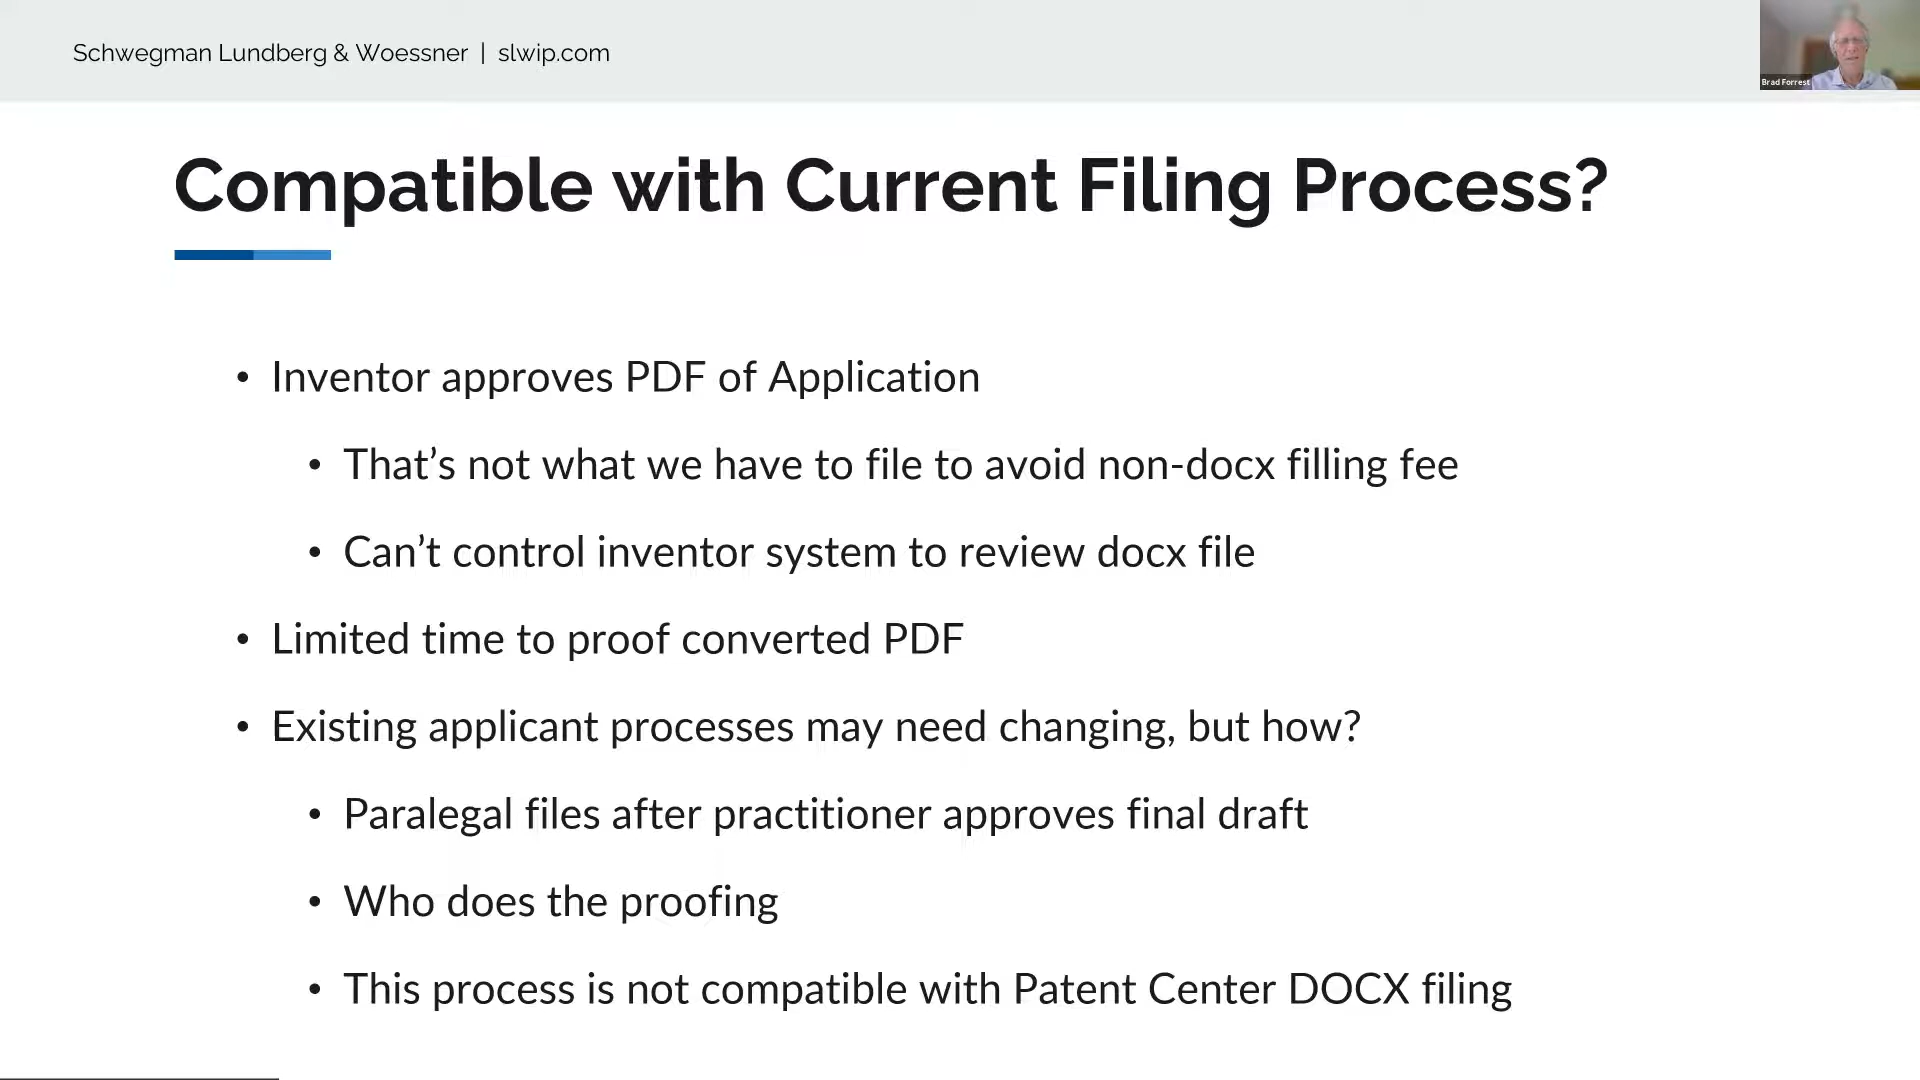 Schwegman Lundberg & Woessner | slwip.com
Brad Forrest
Compatible with Current Filing Process?
• Inventor approves PDF of Application
• That’s not what we have to file to avoid non-docx filling fee
• Can’t control inventor system to review docx file
• Limited time to proof converted PDF
• Existing applicant processes may need changing, but how?
• Paralegal files after practitioner approves final draft
• Who does the proofing
• This process is not compatible with Patent Center DOCX filing